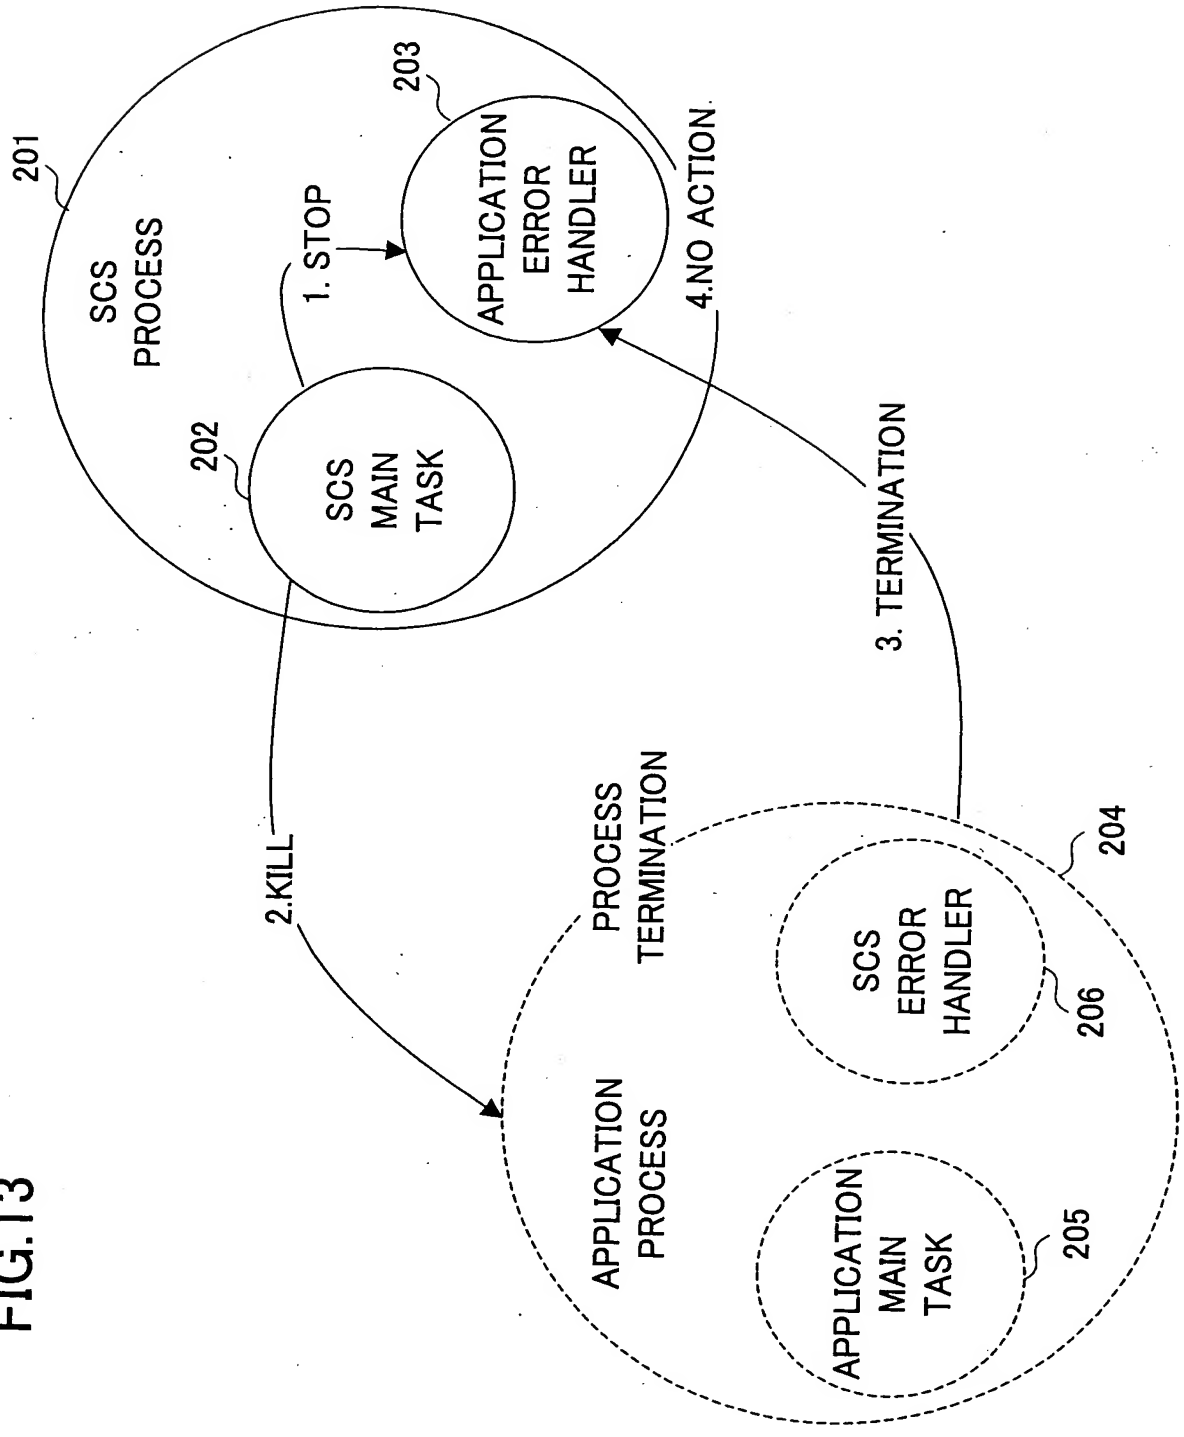 FIG.13
201
SCS
PROCESS
202
SCS
MAIN
TASK
1. STOP
203
APPLICATION
ERROR
HANDLER
4.NO ACTION
2.KILL
3. TERMINATION
APPLICATION
PROCESS
PROCESS
TERMINATION
APPLICATION
MAIN
TASK
205
SCS
ERROR
HANDLER
206
204